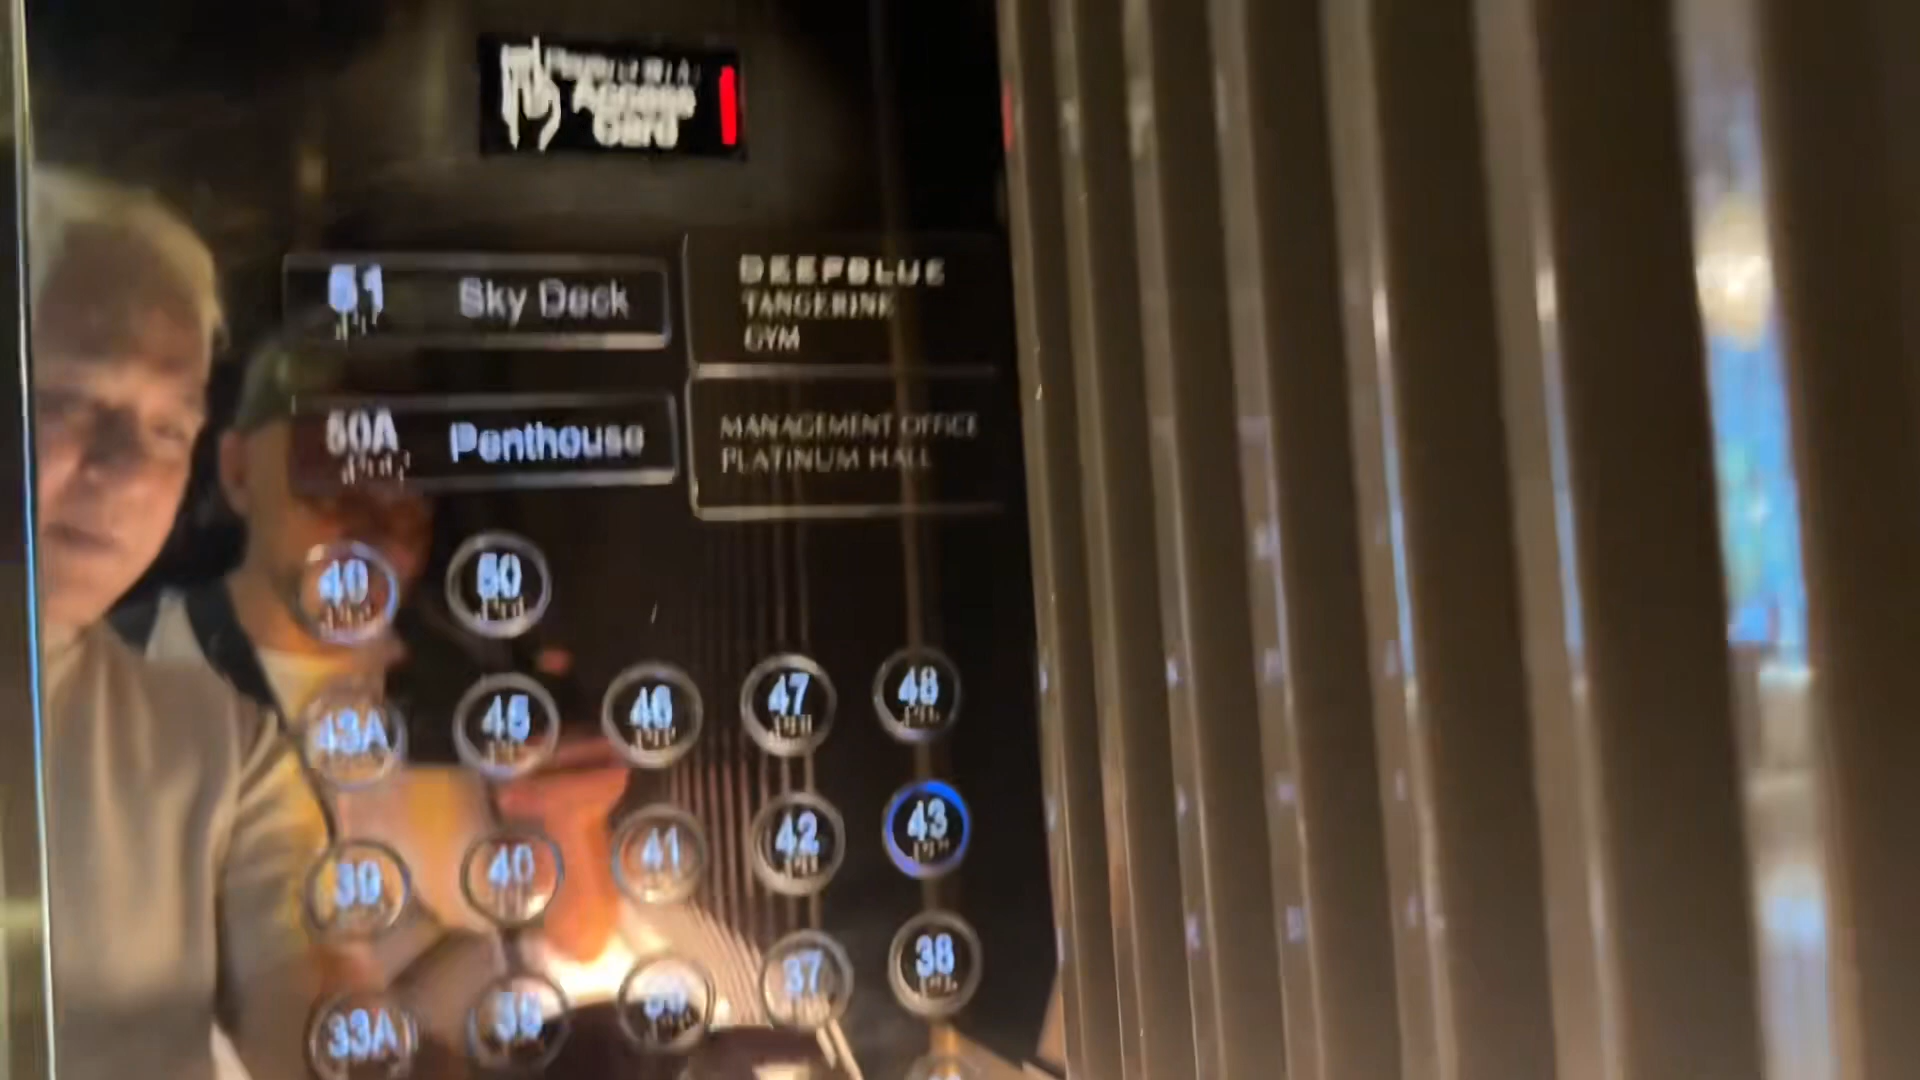 Access
Card
51 Sky Deck
DEEPBLUE
TANGERINE
GYM
50A Penthouse
MANAGEMENT OFFICE
PLATINUM HALL
50
43A 45 46 47 48
39 40 41 42 43
33A 37 38